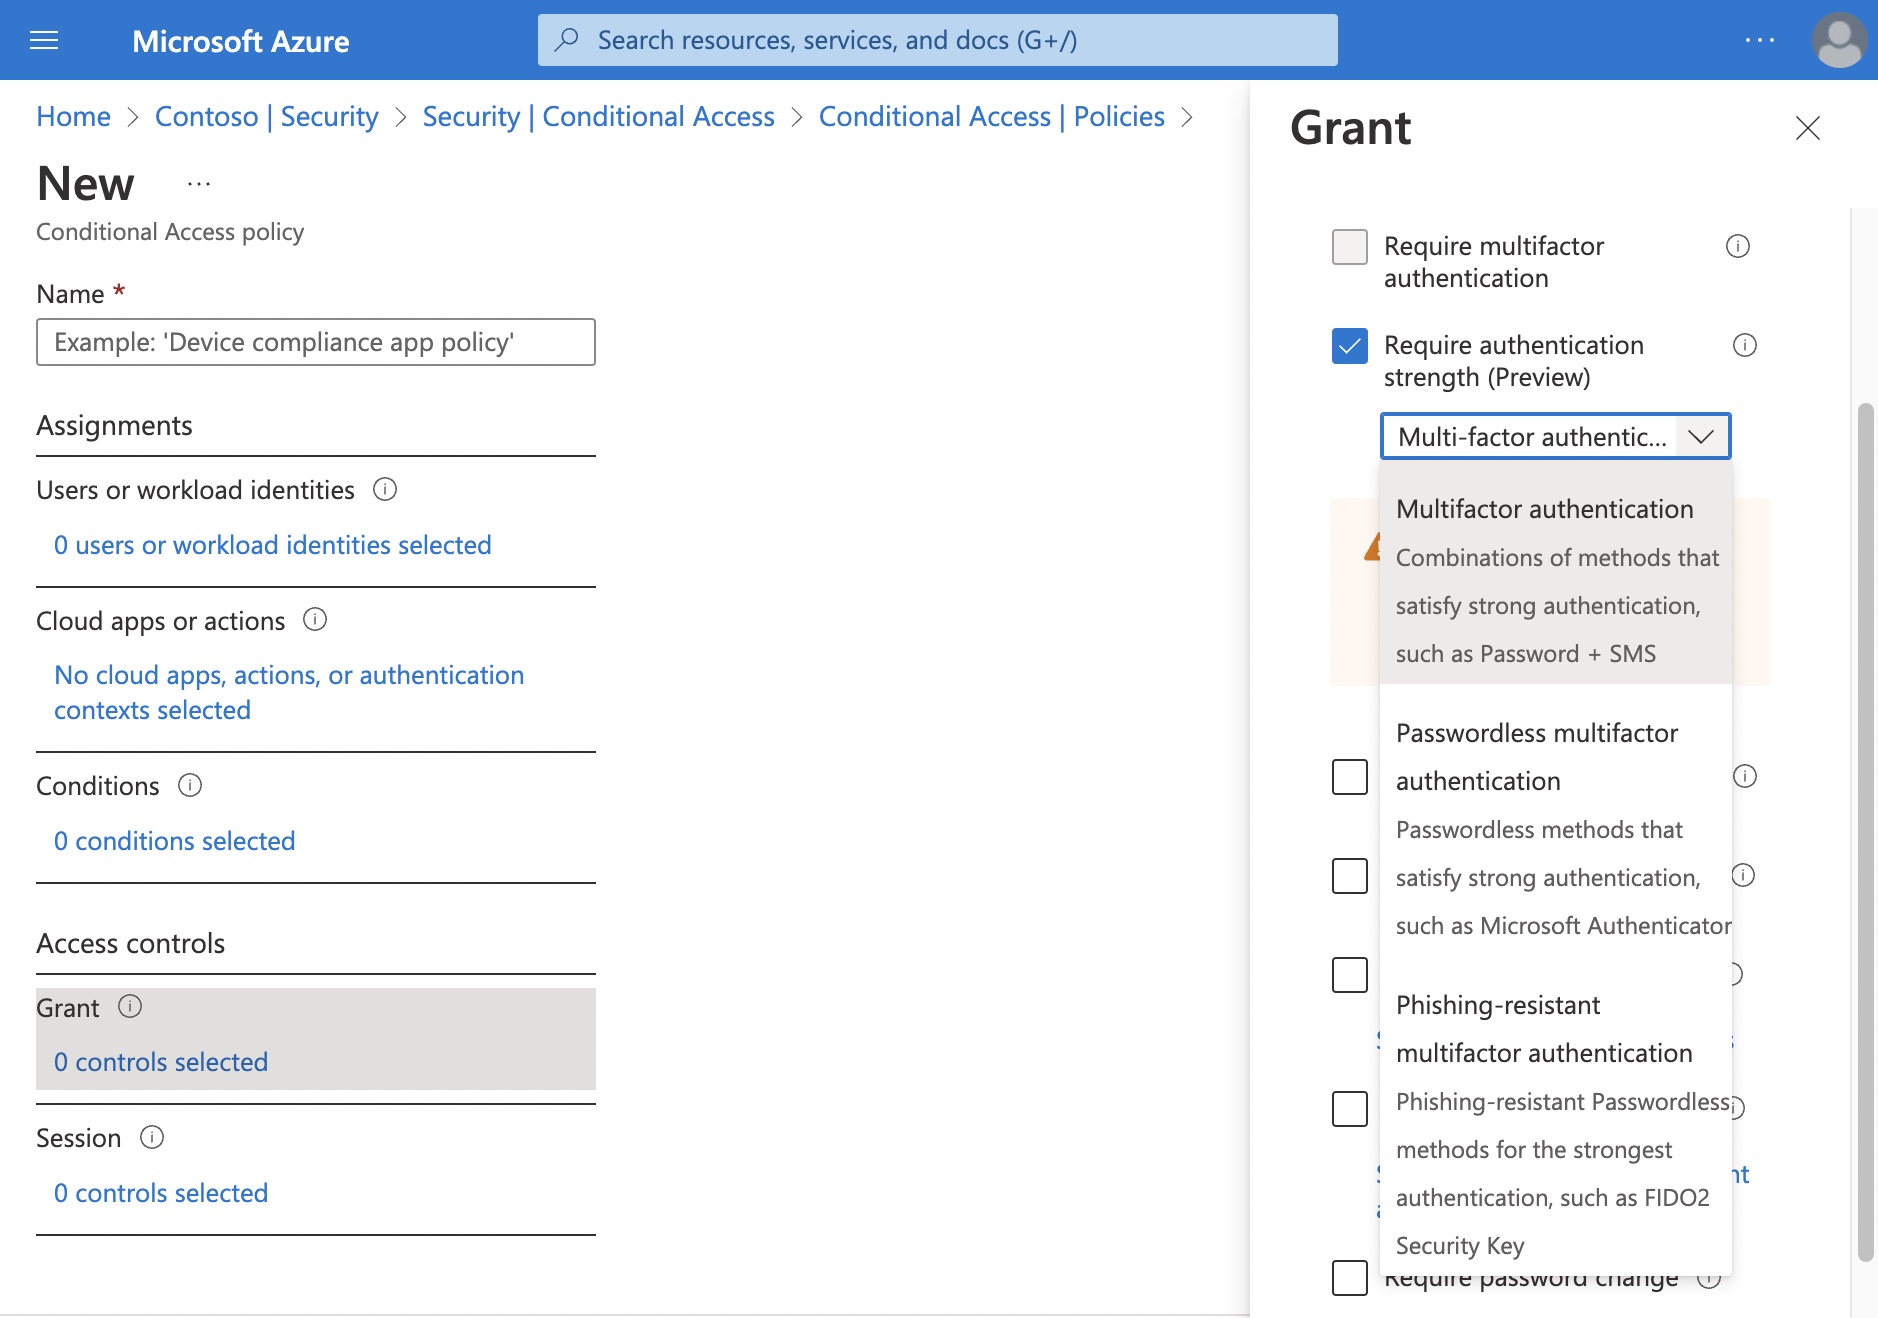 Microsoft Azure
Search resources, services, and docs (G+/)
...
Home > Contoso | Security > Security | Conditional Access > Conditional Access | Policies >
New ...
Conditional Access policy
Name *
Example: 'Device compliance app policy'
Assignments
Users or workload identities
0 users or workload identities selected
Cloud apps or actions
No cloud apps, actions, or authentication
contexts selected
Conditions
0 conditions selected
Access controls
Grant
0 controls selected
Session
0 controls selected
Grant
Require multifactor
authentication
Require authentication
strength (Preview)
Multi-factor authentic...
Multifactor authentication
Combinations of methods that
satisfy strong authentication,
such as Password + SMS
Passwordless multifactor
authentication
Passwordless methods that
satisfy strong authentication,
such as Microsoft Authenticator
Phishing-resistant
multifactor authentication
Phishing-resistant Passwordless
methods for the strongest
authentication, such as FIDO2
Security Key
Require password change